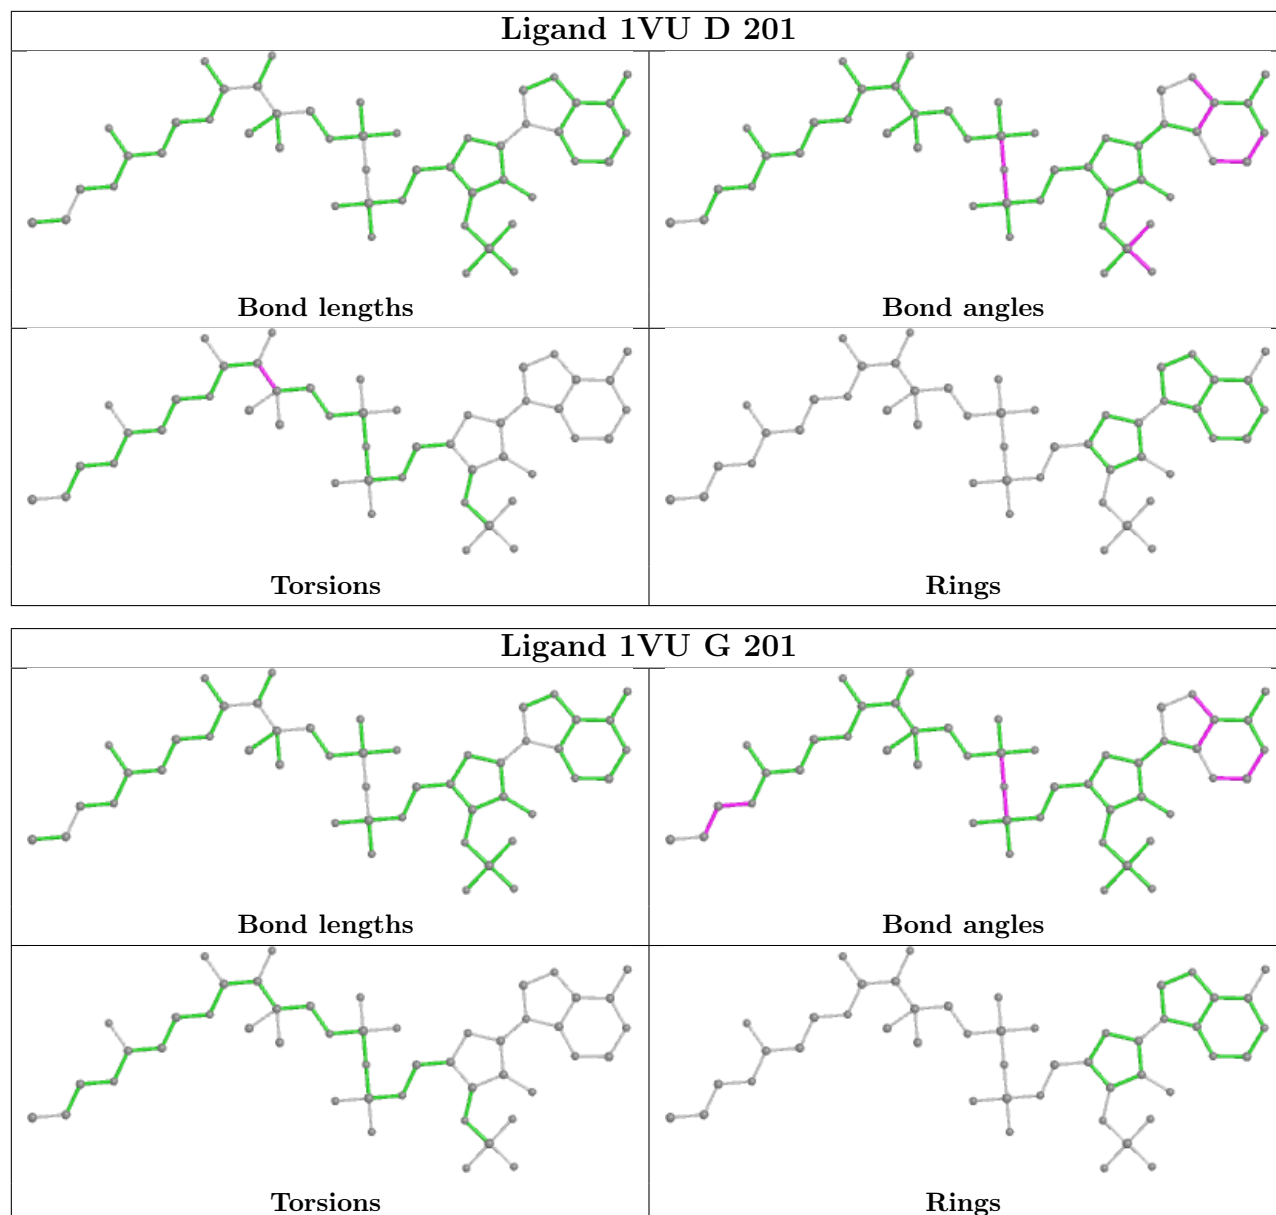 Ligand 1VU D 201
Bond lengths
Bond angles
Torsions
Rings
Ligand 1VU G 201
Bond lengths
Bond angles
Torsions
Rings